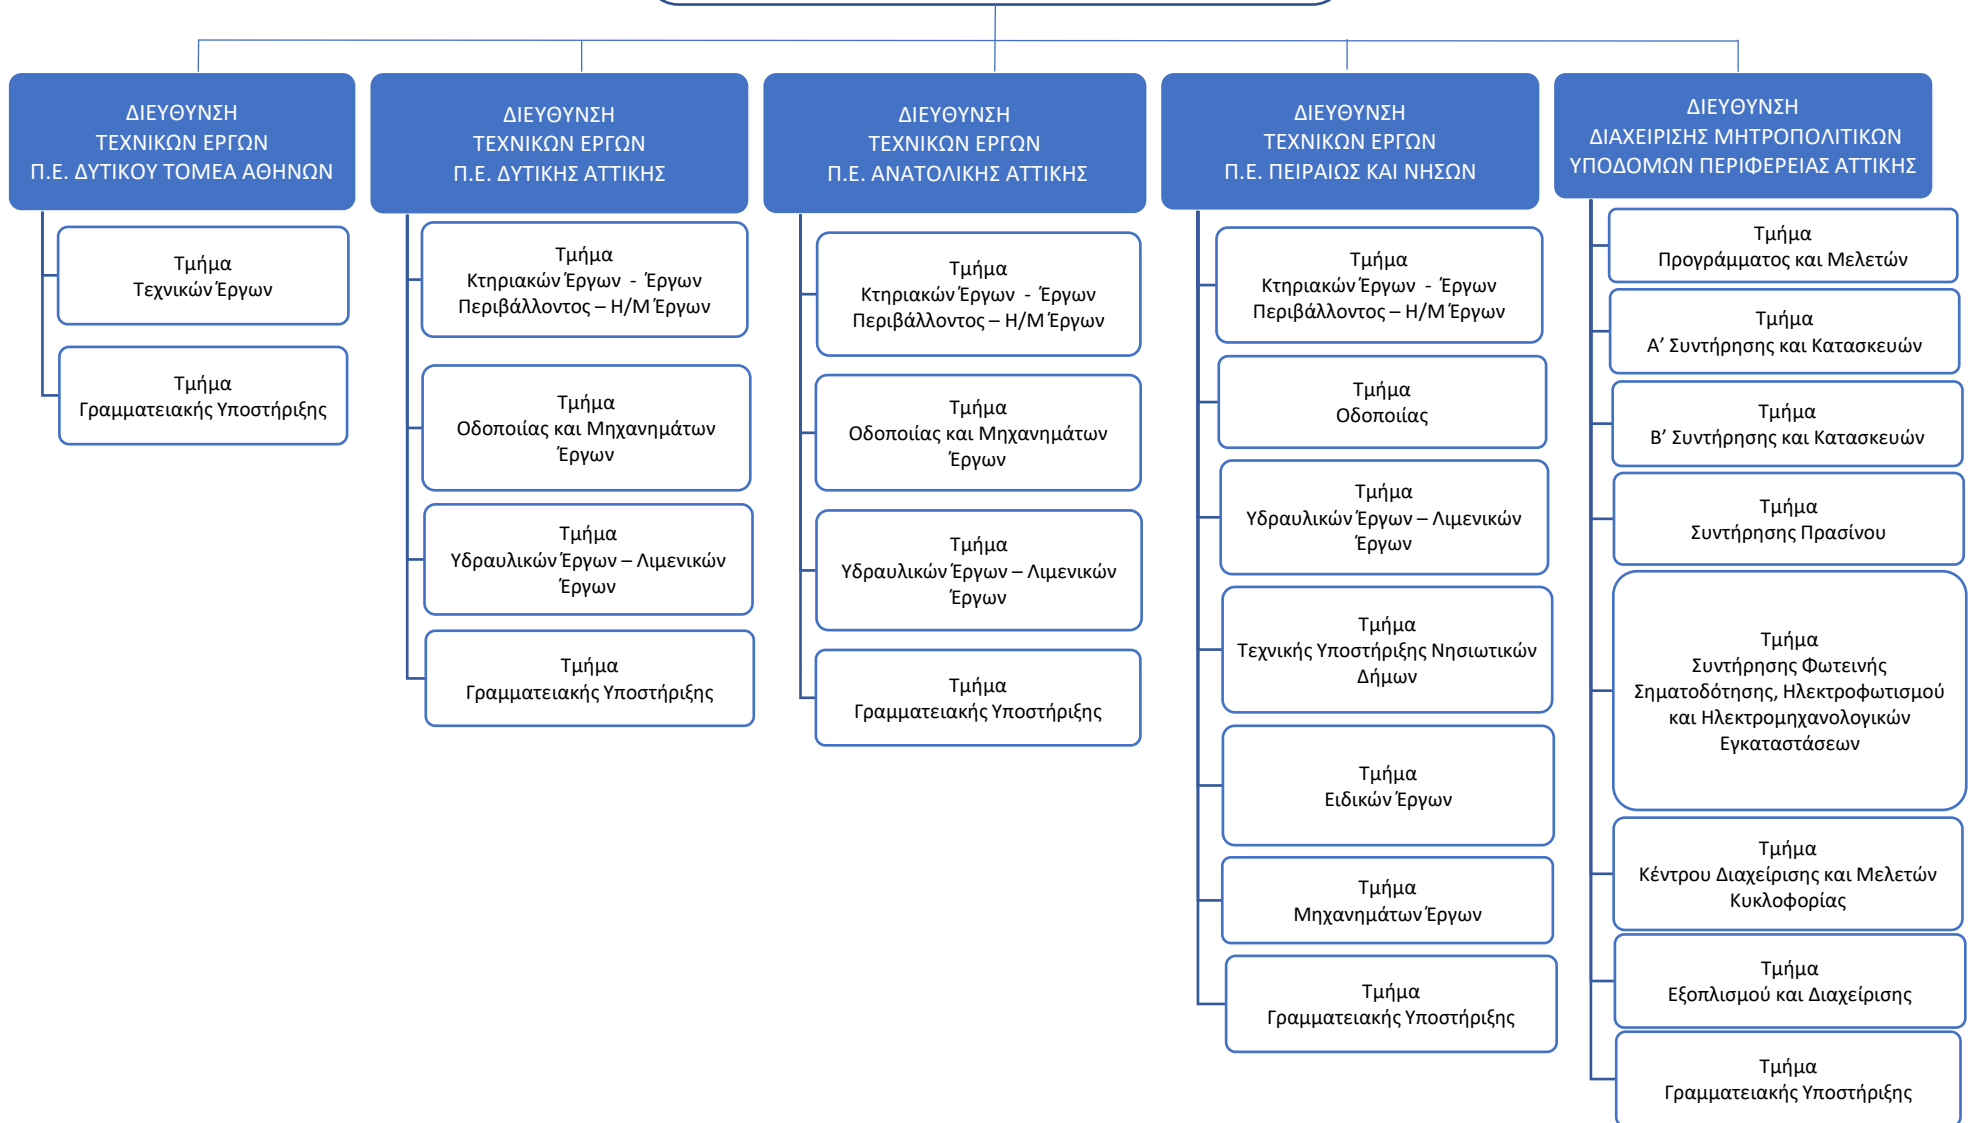 ΔΙΕΥΘΥΝΣΗ
ΤΕΧΝΙΚΩΝ ΕΡΓΩΝ
Π.Ε. ΔΥΤΙΚΟΥ ΤΟΜΕΑ ΑΘΗΝΩΝ
Τμήμα
Τεχνικών Έργων
Τμήμα
Γραμματειακής Υποστήριξης
ΔΙΕΥΘΥΝΣΗ
ΤΕΧΝΙΚΩΝ ΕΡΓΩΝ
Π.Ε. ΔΥΤΙΚΗΣ ΑΤΤΙΚΗΣ
Τμήμα
Κτηριακών Έργων - Έργων
Περιβάλλοντος – Η/Μ Έργων
Τμήμα
Οδοποιίας και Μηχανημάτων
Έργων
Τμήμα
Υδραυλικών Έργων – Λιμενικών
Έργων
Τμήμα
Γραμματειακής Υποστήριξης
ΔΙΕΥΘΥΝΣΗ
ΤΕΧΝΙΚΩΝ ΕΡΓΩΝ
Π.Ε. ΑΝΑΤΟΛΙΚΗΣ ΑΤΤΙΚΗΣ
Τμήμα
Κτηριακών Έργων - Έργων
Περιβάλλοντος – Η/Μ Έργων
Τμήμα
Οδοποιίας και Μηχανημάτων
Έργων
Τμήμα
Υδραυλικών Έργων – Λιμενικών
Έργων
Τμήμα
Γραμματειακής Υποστήριξης
ΔΙΕΥΘΥΝΣΗ
ΤΕΧΝΙΚΩΝ ΕΡΓΩΝ
Π.Ε. ΠΕΙΡΑΙΩΣ ΚΑΙ ΝΗΣΩΝ
Τμήμα
Κτηριακών Έργων - Έργων
Περιβάλλοντος – Η/Μ Έργων
Τμήμα
Οδοποιίας
Τμήμα
Υδραυλικών Έργων – Λιμενικών
Έργων
Τμήμα
Τεχνικής Υποστήριξης Νησιωτικών
Δήμων
Τμήμα
Ειδικών Έργων
Τμήμα
Μηχανημάτων Έργων
Τμήμα
Γραμματειακής Υποστήριξης
ΔΙΕΥΘΥΝΣΗ
ΔΙΑΧΕΙΡΙΣΗΣ ΜΗΤΡΟΠΟΛΙΤΙΚΩΝ
ΥΠΟΔΟΜΩΝ ΠΕΡΙΦΕΡΕΙΑΣ ΑΤΤΙΚΗΣ
Τμήμα
Προγράμματος και Μελετών
Τμήμα
Α’ Συντήρησης και Κατασκευών
Τμήμα
Β’ Συντήρησης και Κατασκευών
Τμήμα
Συντήρησης Πρασίνου
Τμήμα
Συντήρησης Φωτεινής
Σηματοδότησης, Ηλεκτροφωτισμού
και Ηλεκτρομηχανολογικών
Εγκαταστάσεων
Τμήμα
Κέντρου Διαχείρισης και Μελετών
Κυκλοφορίας
Τμήμα
Εξοπλισμού και Διαχείρισης
Τμήμα
Γραμματειακής Υποστήριξης